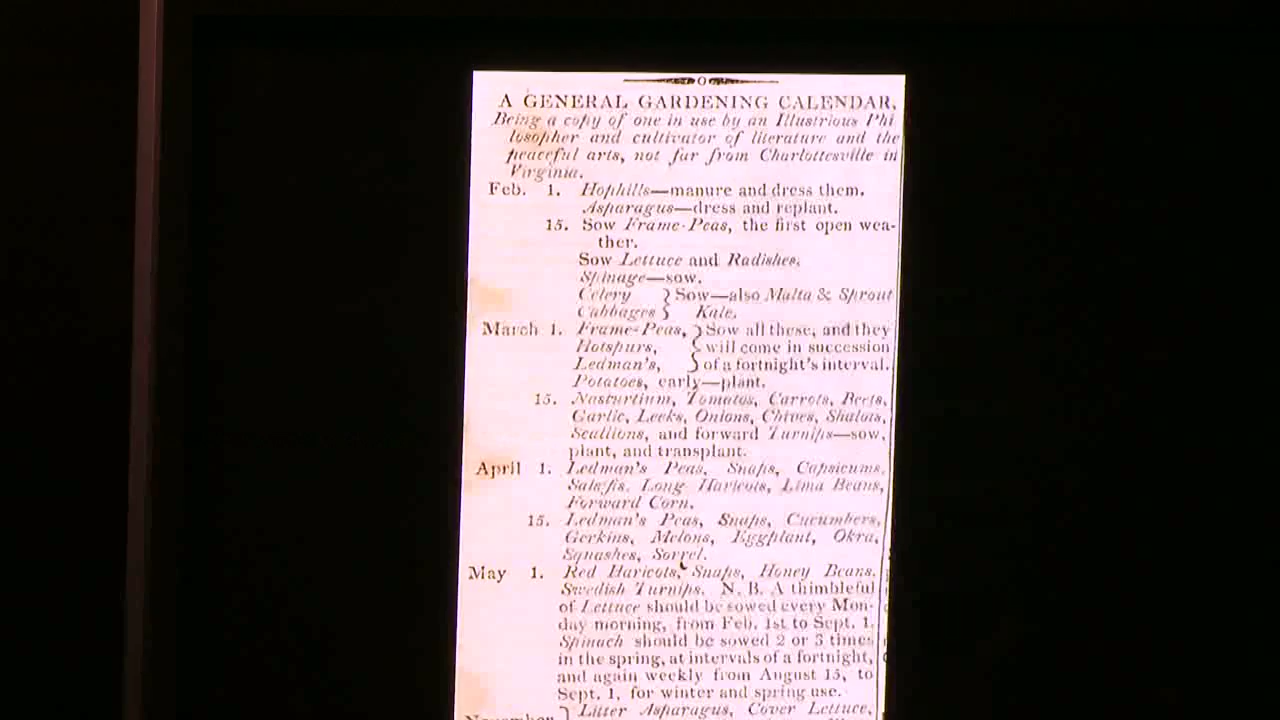 A GENERAL GARDENING CALENDAR,
Being a copy of one in use by an Illustrious Phi
losopher and cultivator of literature and the
peaceful arts, not far from Charlottesville in
Virginia.
Feb. 1. Hophills—manure and dress them.
Asparagus—dress and replant.
15. Sow Frame-Peas, the first open wea-
ther.
Sow Lettuce and Radishes.
Spinage—sow.
Celery } Sow—also Malta & Sprout
Cabbages } Kale.
March 1. Frame-Peas, } Sow all these, and they
Hotspurs, } will come in succession
Ledman's, } of a fortnight's interval.
Potatoes, early—plant.
15. Nasturtium, Tomatos, Carrots, Beets,
Garlic, Leeks, Onions, Chives, Shalots,
Scullions, and forward Turnips—sow,
plant, and transplant.
April 1. Ledman's Peas, Snaps, Capsicums,
Salsfis, Long Haricots, Lima Beans,
Forward Corn.
15. Ledman's Peas, Snaps, Cucumbers,
Gerkins, Melons, Eggplant, Okra,
Squashes, Sorrel.
May 1. Red Haricots, Snaps, Honey Beans,
Swedish Turnips. N. B. A thimbleful
of Lettuce should be sowed every Mon-
day morning, from Feb. 1st to Sept. 1.
Spinach should be sowed 2 or 3 times
in the spring, at intervals of a fortnight,
and again weekly from August 15, to
Sept. 1, for winter and spring use.
November } Litter Asparagus, Cover Lettuce,